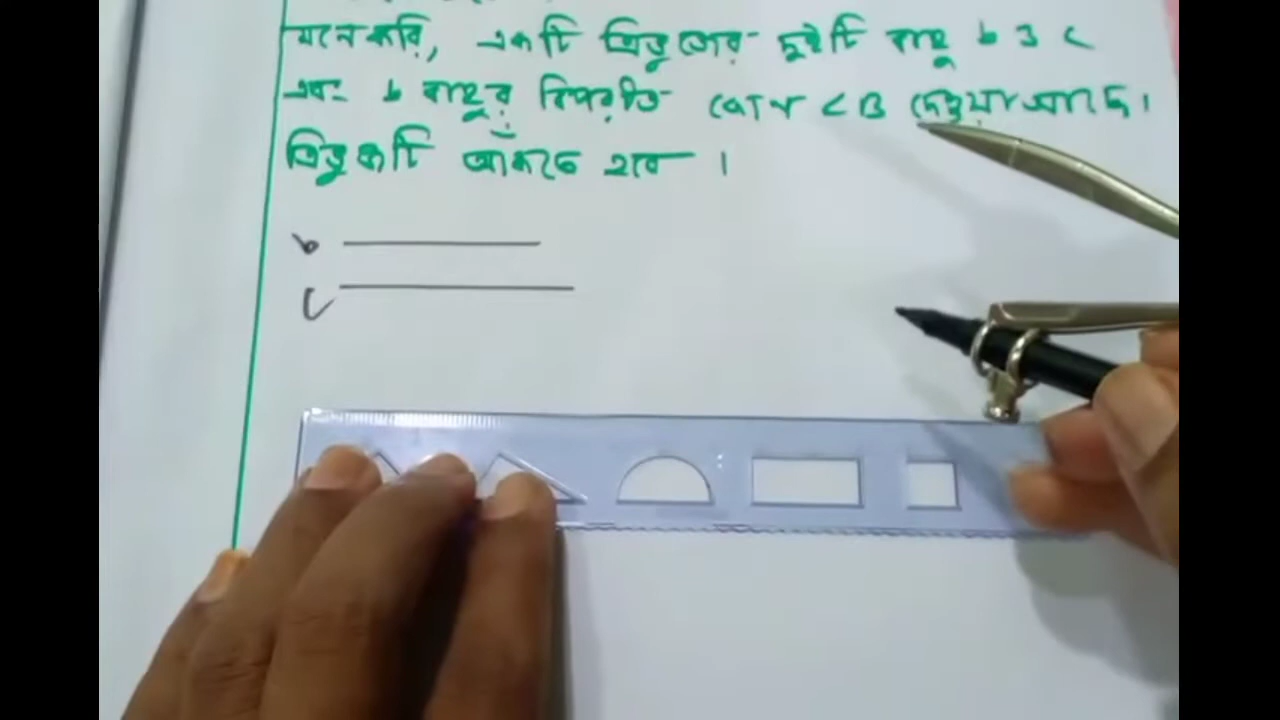 মনেকরি, একটি ত্রিভুজের দুইটি বাহু b ও c
এবং b বাহুর বিপরীত কোণ ∠B দেওয়া আছে।
ত্রিভুজটি আঁকতে হবে ।
b
c